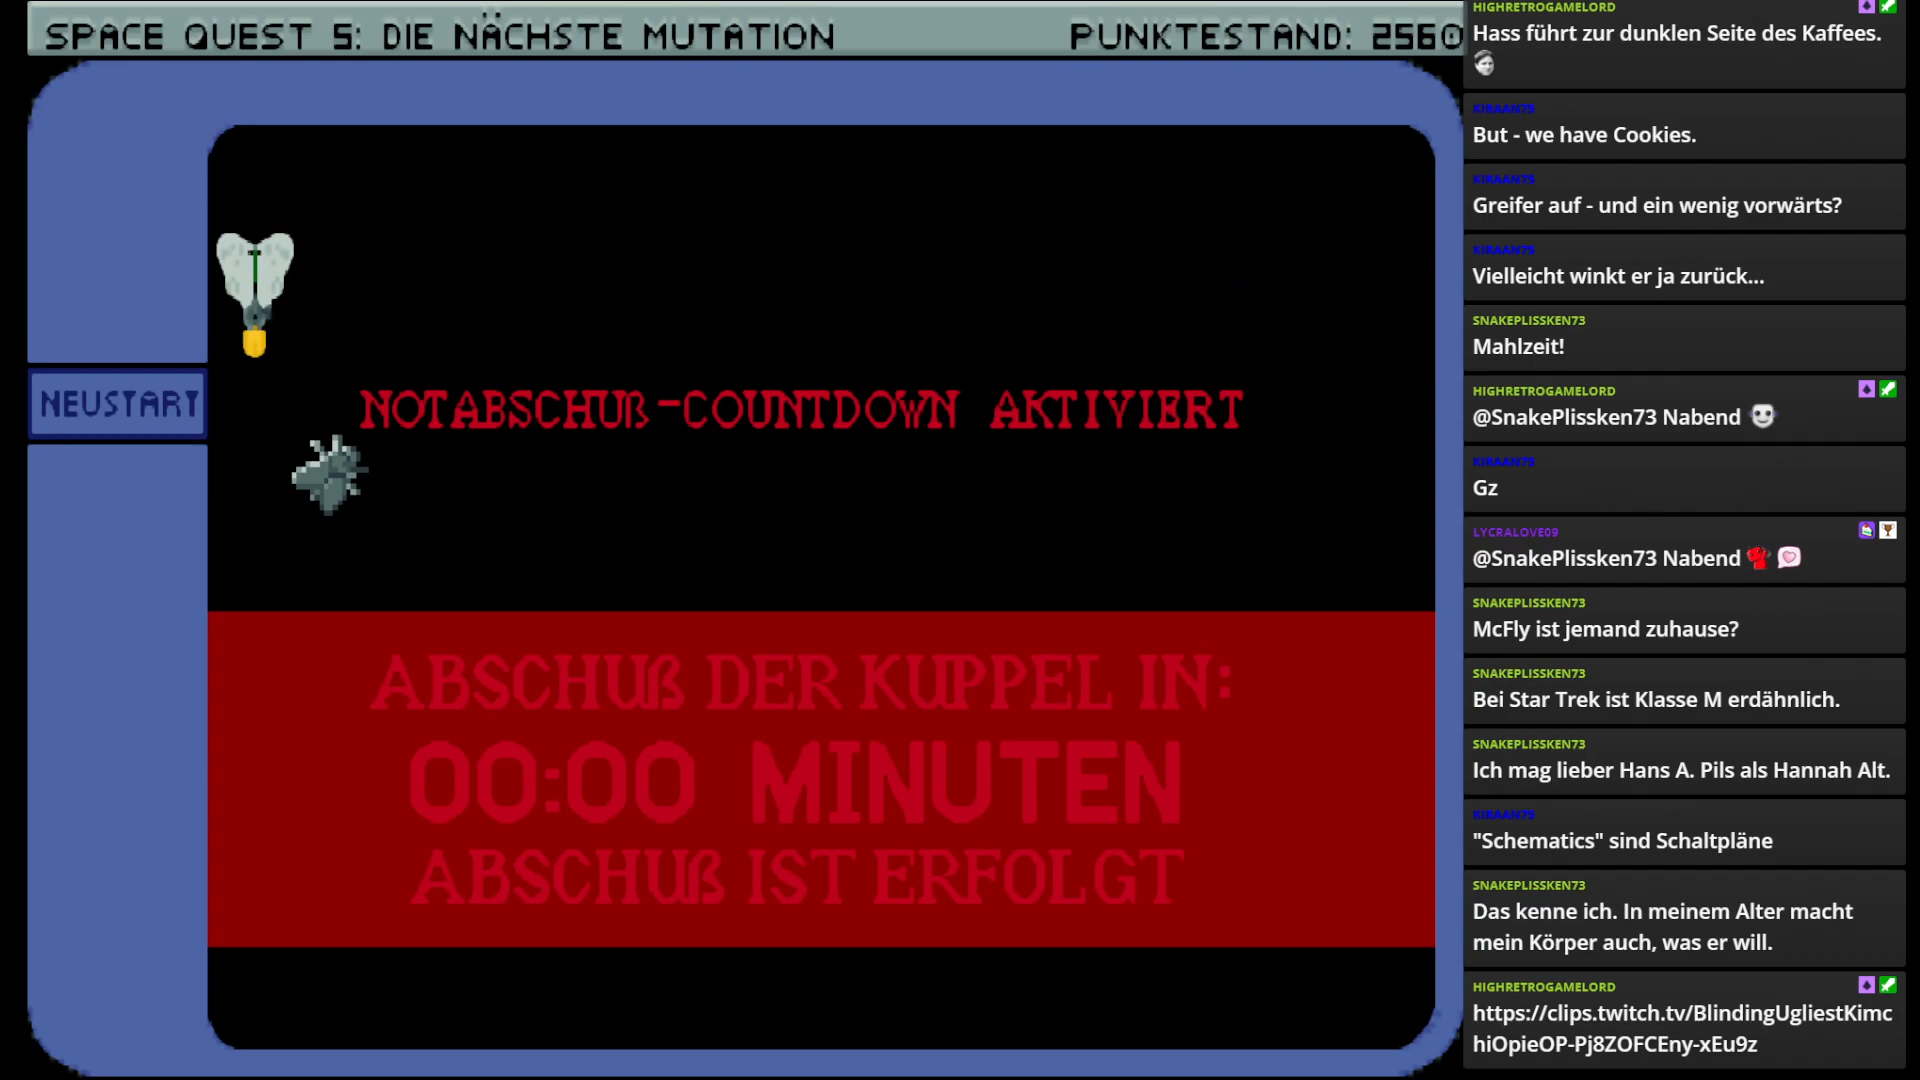 SPACE QUEST 5: DIE NÄCHSTE MUTATION
PUNKTESTAND: 2560
NEUSTART
NOTABSCHUß-COUNTDOWN AKTIVIERT
ABSCHUß DER KUPPEL IN:
00:00 MINUTEN
ABSCHUß IST ERFOLGT
HIGHRETROGAMELORD
Hass führt zur dunklen Seite des Kaffees.
KIRAAN75
But - we have Cookies.
KIRAAN75
Greifer auf - und ein wenig vorwärts?
KIRAAN75
Vielleicht winkt er ja zurück...
SNAKEPLISSKEN73
Mahlzeit!
HIGHRETROGAMELORD
@SnakePlissken73 Nabend
KIRAAN75
Gz
LYCRALOVE09
@SnakePlissken73 Nabend
SNAKEPLISSKEN73
McFly ist jemand zuhause?
SNAKEPLISSKEN73
Bei Star Trek ist Klasse M erdähnlich.
SNAKEPLISSKEN73
Ich mag lieber Hans A. Pils als Hannah Alt.
KIRAAN75
"Schematics" sind Schaltpläne
SNAKEPLISSKEN73
Das kenne ich. In meinem Alter macht
mein Körper auch, was er will.
HIGHRETROGAMELORD
https://clips.twitch.tv/BlindingUgliestKimc
hiOpieOP-Pj8ZOFCEny-xEu9z